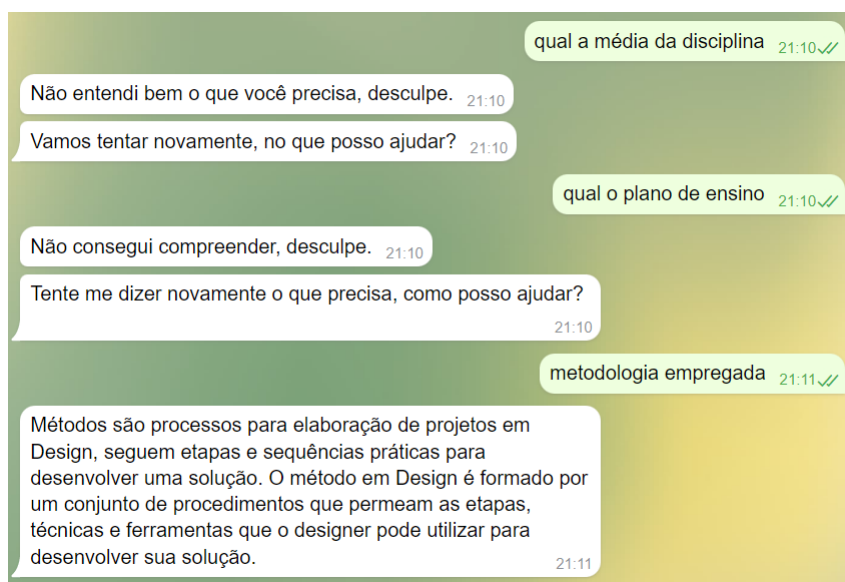 qual a média da disciplina 21:10
Não entendi bem o que você precisa, desculpe. 21:10
Vamos tentar novamente, no que posso ajudar? 21:10
qual o plano de ensino 21:10
Não consegui compreender, desculpe. 21:10
Tente me dizer novamente o que precisa, como posso ajudar?
21:10
metodologia empregada 21:11
Métodos são processos para elaboração de projetos em
Design, seguem etapas e sequências práticas para
desenvolver uma solução. O método em Design é formado por
um conjunto de procedimentos que permeam as etapas,
técnicas e ferramentas que o designer pode utilizar para
desenvolver sua solução. 21:11